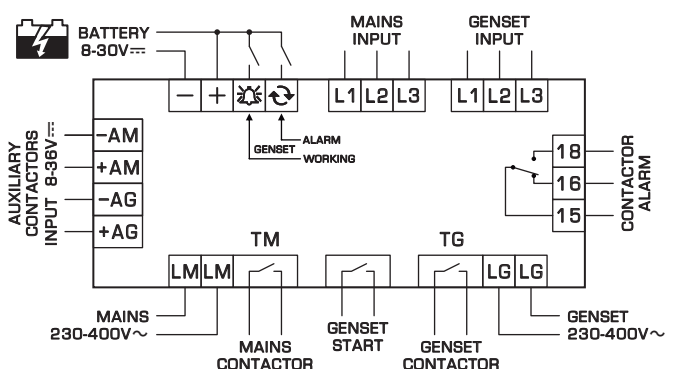 BATTERY
8-30V⎓
MAINS
INPUT
GENSET
INPUT
− +
L1 L2 L3
L1 L2 L3
ALARM
GENSET
WORKING
AUXILIARY
CONTACTORS
INPUT 8-36V⎓
−AM
+AM
−AG
+AG
18
16
15
CONTACTOR
ALARM
TM
TG
LM LM
LG LG
MAINS
230-400V~
MAINS
CONTACTOR
GENSET
START
GENSET
CONTACTOR
GENSET
230-400V~